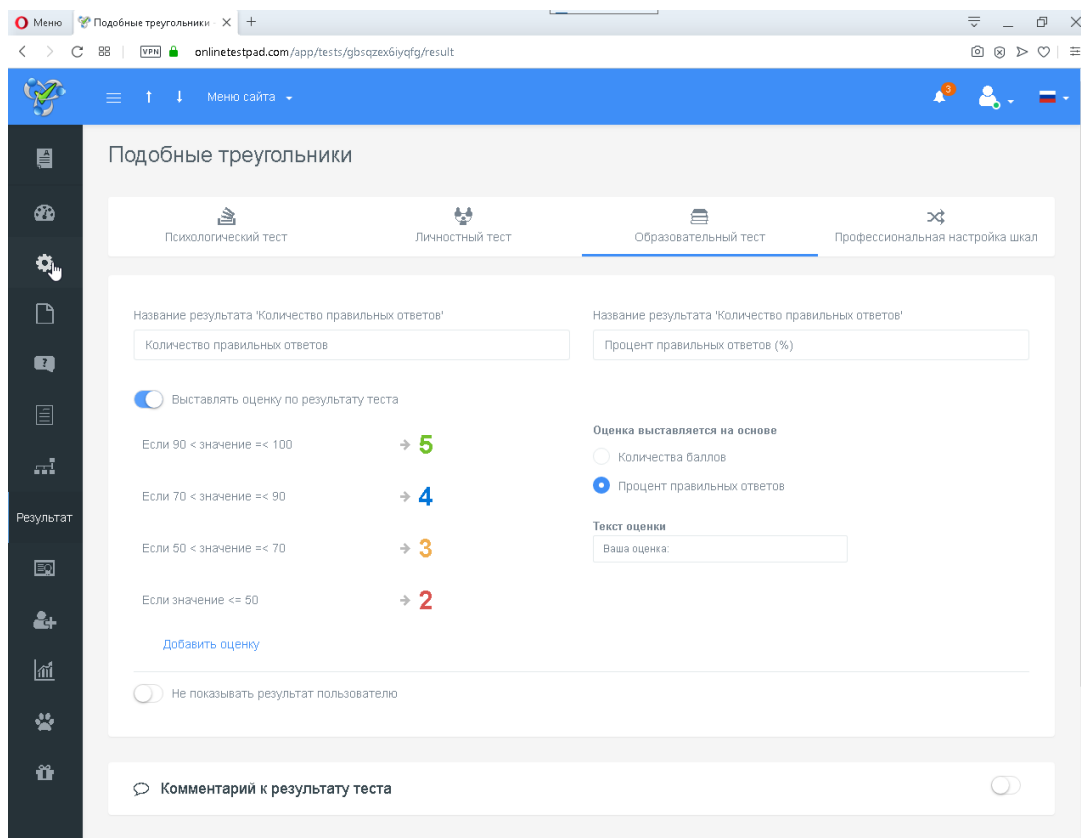 Меню
Подобные треугольники
VPN
onlinetestpad.com/app/tests/gbsqzex6iyqfg/result
Меню сайта
3
Подобные треугольники
Психологический тест
Личностный тест
Образовательный тест
Профессиональная настройка шкал
Название результата 'Количество правильных ответов'
Название результата 'Количество правильных ответов'
Количество правильных ответов
Процент правильных ответов (%)
Выставлять оценку по результату теста
Если 90 < значение =< 100
5
Оценка выставляется на основе
Количества баллов
Если 70 < значение =< 90
4
Процент правильных ответов
Результат
Текст оценки
Если 50 < значение =< 70
3
Ваша оценка:
Если значение <= 50
2
Добавить оценку
Не показывать результат пользователю
Комментарий к результату теста